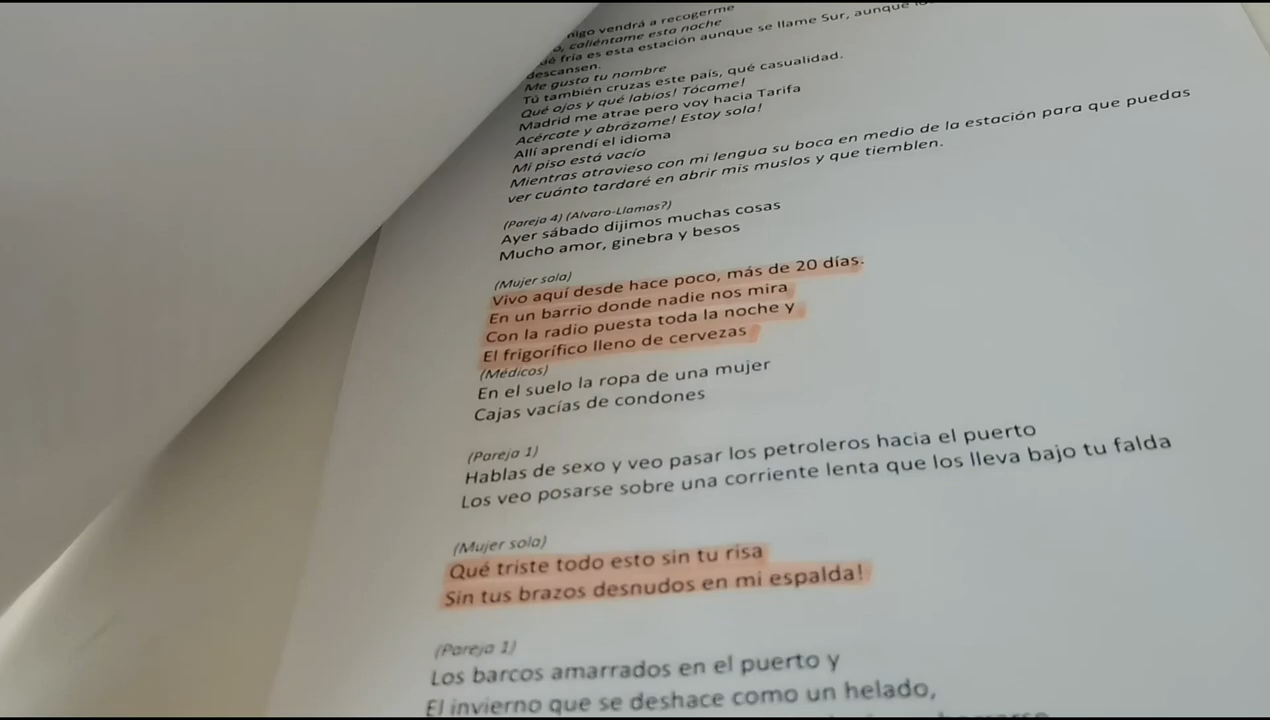 nigo vendrá a recogerme
o, caliéntame esta noche
ué fría es esta estación aunque se llame Sur, aunque
descansen.
Me gusta tu nombre
Tú también cruzas este país, qué casualidad.
Qué ojos y qué labios! Tócame!
Madrid me atrae pero voy hacia Tarifa
Acércate y abrázame! Estoy sola!
Allí aprendí el idioma
Mi piso está vacío
Mientras atravieso con mi lengua su boca en medio de la estación para que puedas
ver cuánto tardaré en abrir mis muslos y que tiemblen.
(Pareja 4) (Alvaro-Llamas?)
Ayer sábado dijimos muchas cosas
Mucho amor, ginebra y besos
(Mujer sola)
Vivo aquí desde hace poco, más de 20 días.
En un barrio donde nadie nos mira
Con la radio puesta toda la noche y
El frigorífico lleno de cervezas
(Médicos)
En el suelo la ropa de una mujer
Cajas vacías de condones
(Pareja 1)
Hablas de sexo y veo pasar los petroleros hacia el puerto
Los veo posarse sobre una corriente lenta que los lleva bajo tu falda
(Mujer sola)
Qué triste todo esto sin tu risa
Sin tus brazos desnudos en mi espalda!
(Pareja 1)
Los barcos amarrados en el puerto y
El invierno que se deshace como un helado,